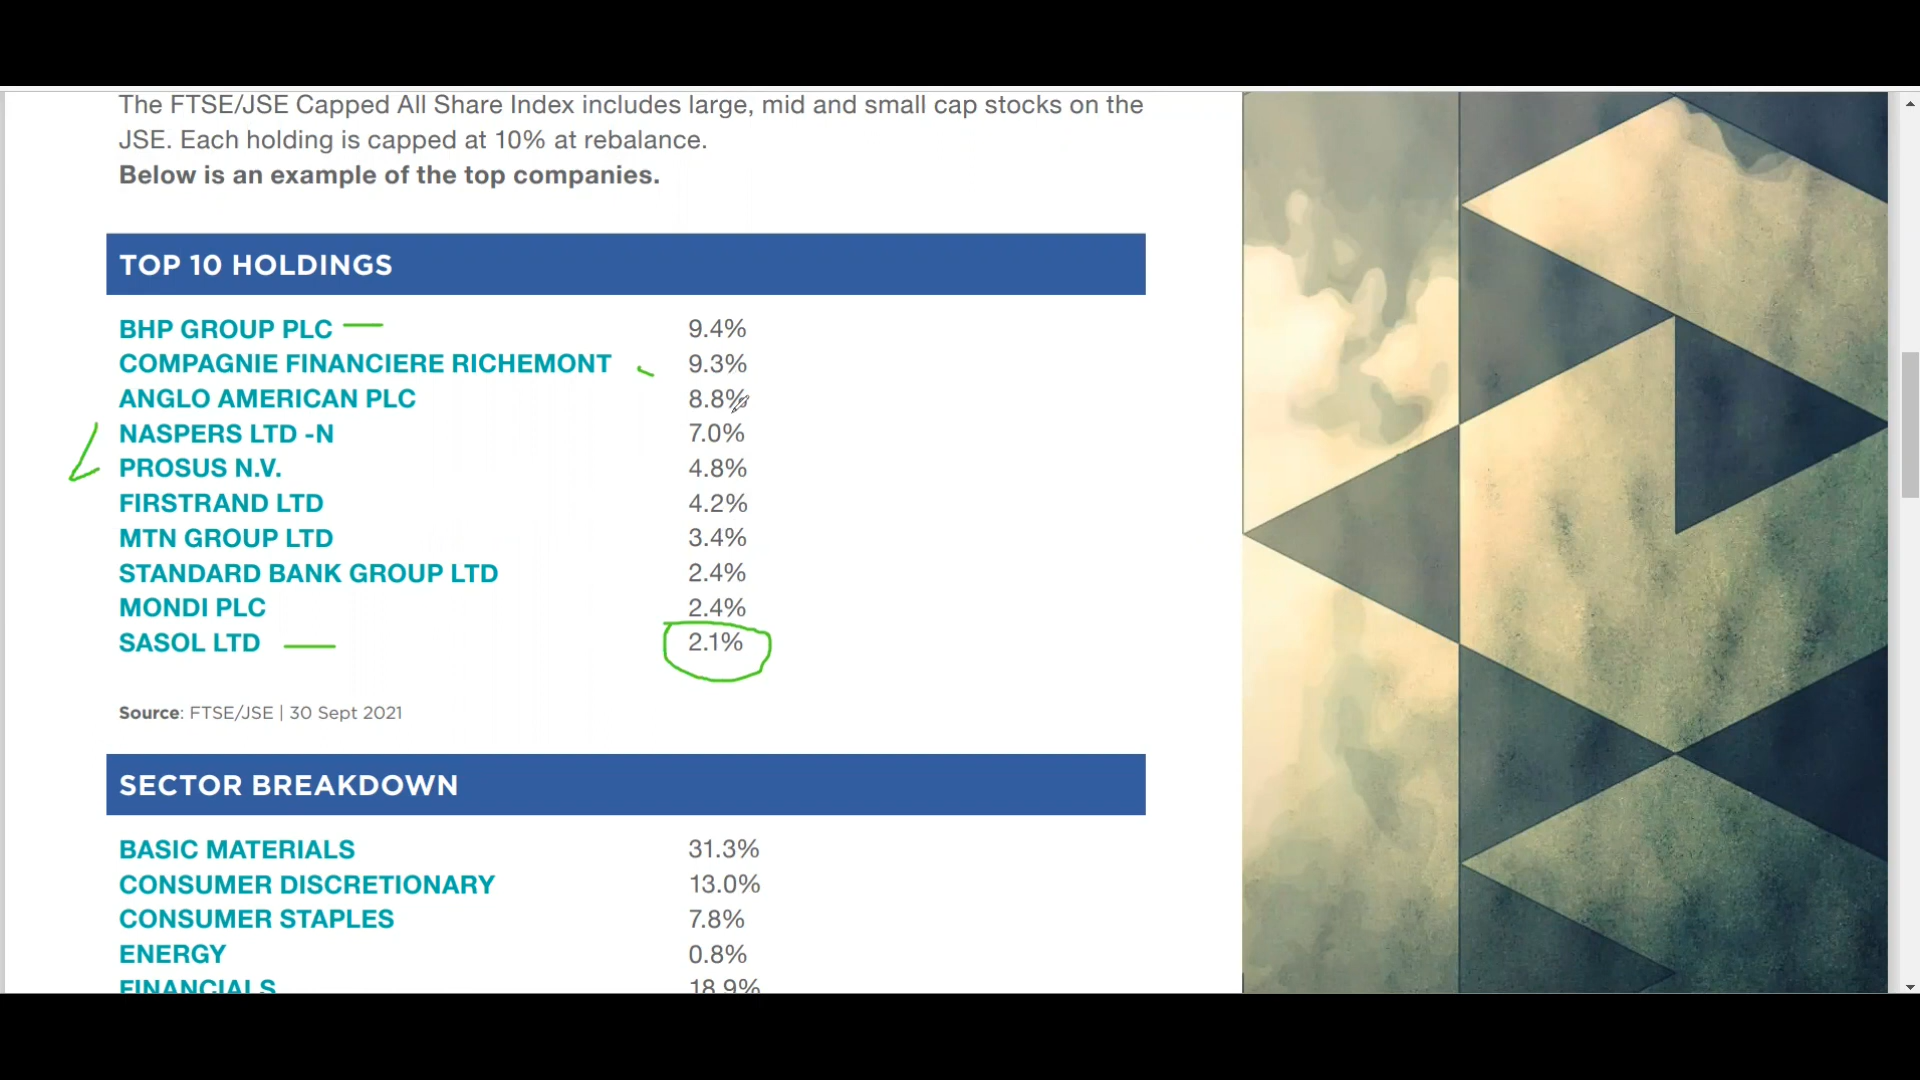 The FTSE/JSE Capped All Share Index includes large, mid and small cap stocks on the
JSE. Each holding is capped at 10% at rebalance.
Below is an example of the top companies.
TOP 10 HOLDINGS
BHP GROUP PLC 9.4%
COMPAGNIE FINANCIERE RICHEMONT 9.3%
ANGLO AMERICAN PLC 8.8%
NASPERS LTD -N 7.0%
PROSUS N.V. 4.8%
FIRSTRAND LTD 4.2%
MTN GROUP LTD 3.4%
STANDARD BANK GROUP LTD 2.4%
MONDI PLC 2.4%
SASOL LTD 2.1%
Source: FTSE/JSE | 30 Sept 2021
SECTOR BREAKDOWN
BASIC MATERIALS 31.3%
CONSUMER DISCRETIONARY 13.0%
CONSUMER STAPLES 7.8%
ENERGY 0.8%
FINANCIALS 18.9%